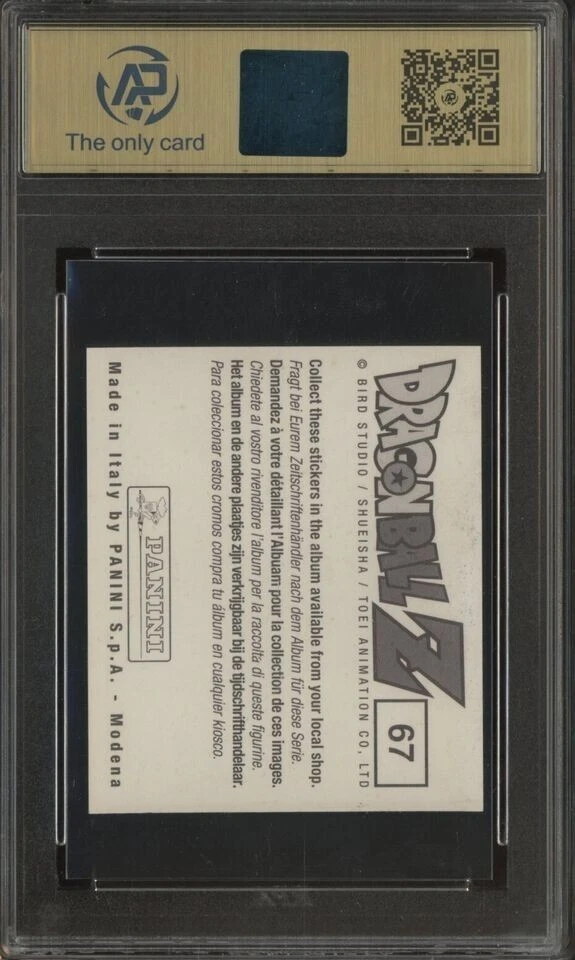 AP
The only card
DRAGON BALL Z
67
© BIRD STUDIO / SHUEISHA / TOEI ANIMATION CO, LTD
Collect these stickers in the album available from your local shop.
Fragt bei Eurem Zeitschriftenhändler nach dem Album für diese Serie.
Demandez à votre détaillant l'Albuam pour la collection de ces images.
Chiedete al vostro rivenditore l'album per la raccolta di queste figurine.
Het album en de andere plaatjes zijn verkrijgbaar bij de tijdschrifthandelaar.
Para coleccionar estos cromos compra tu álbum en cualquier kiosco.
PANINI
Made in Italy by PANINI S.p.A. - Modena